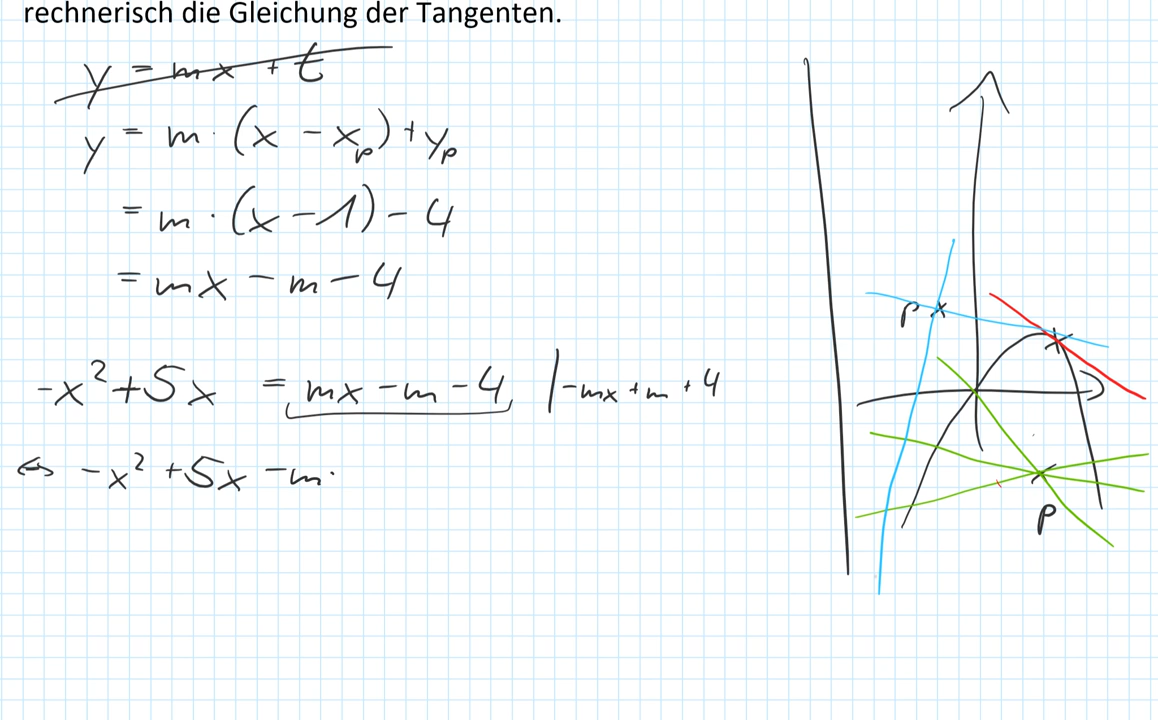 rechnerisch die Gleichung der Tangenten.
y = mx + t
y = m · (x - xₚ) + yₚ
= m · (x - 1) - 4
= mx - m - 4
-x² + 5x = mx - m - 4 | -mx + m + 4
⇔ -x² + 5x - m
P
P